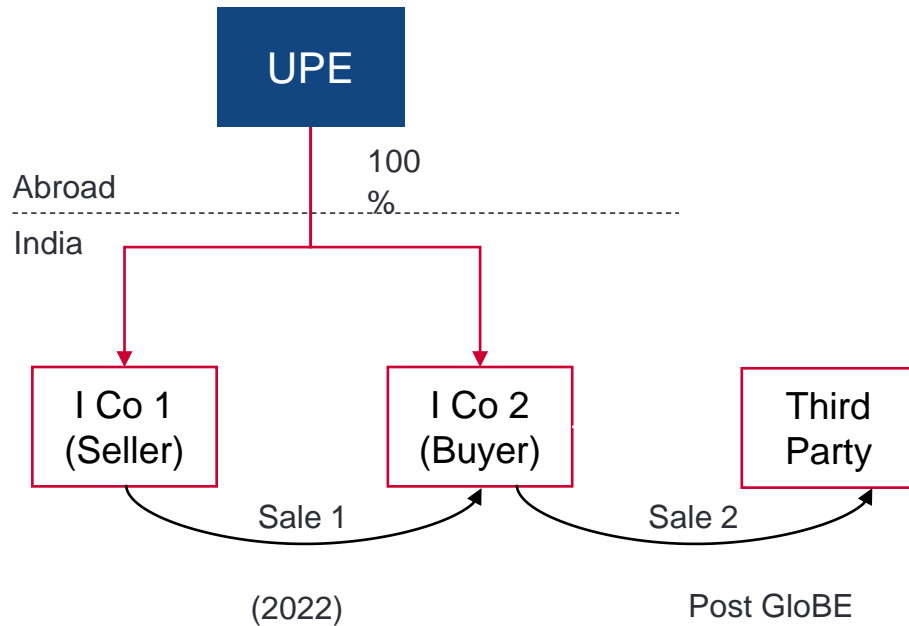 UPE
100
%
Abroad
India
I Co 1
(Seller)
I Co 2
(Buyer)
Third
Party
Sale 1
Sale 2
(2022)
Post GloBE